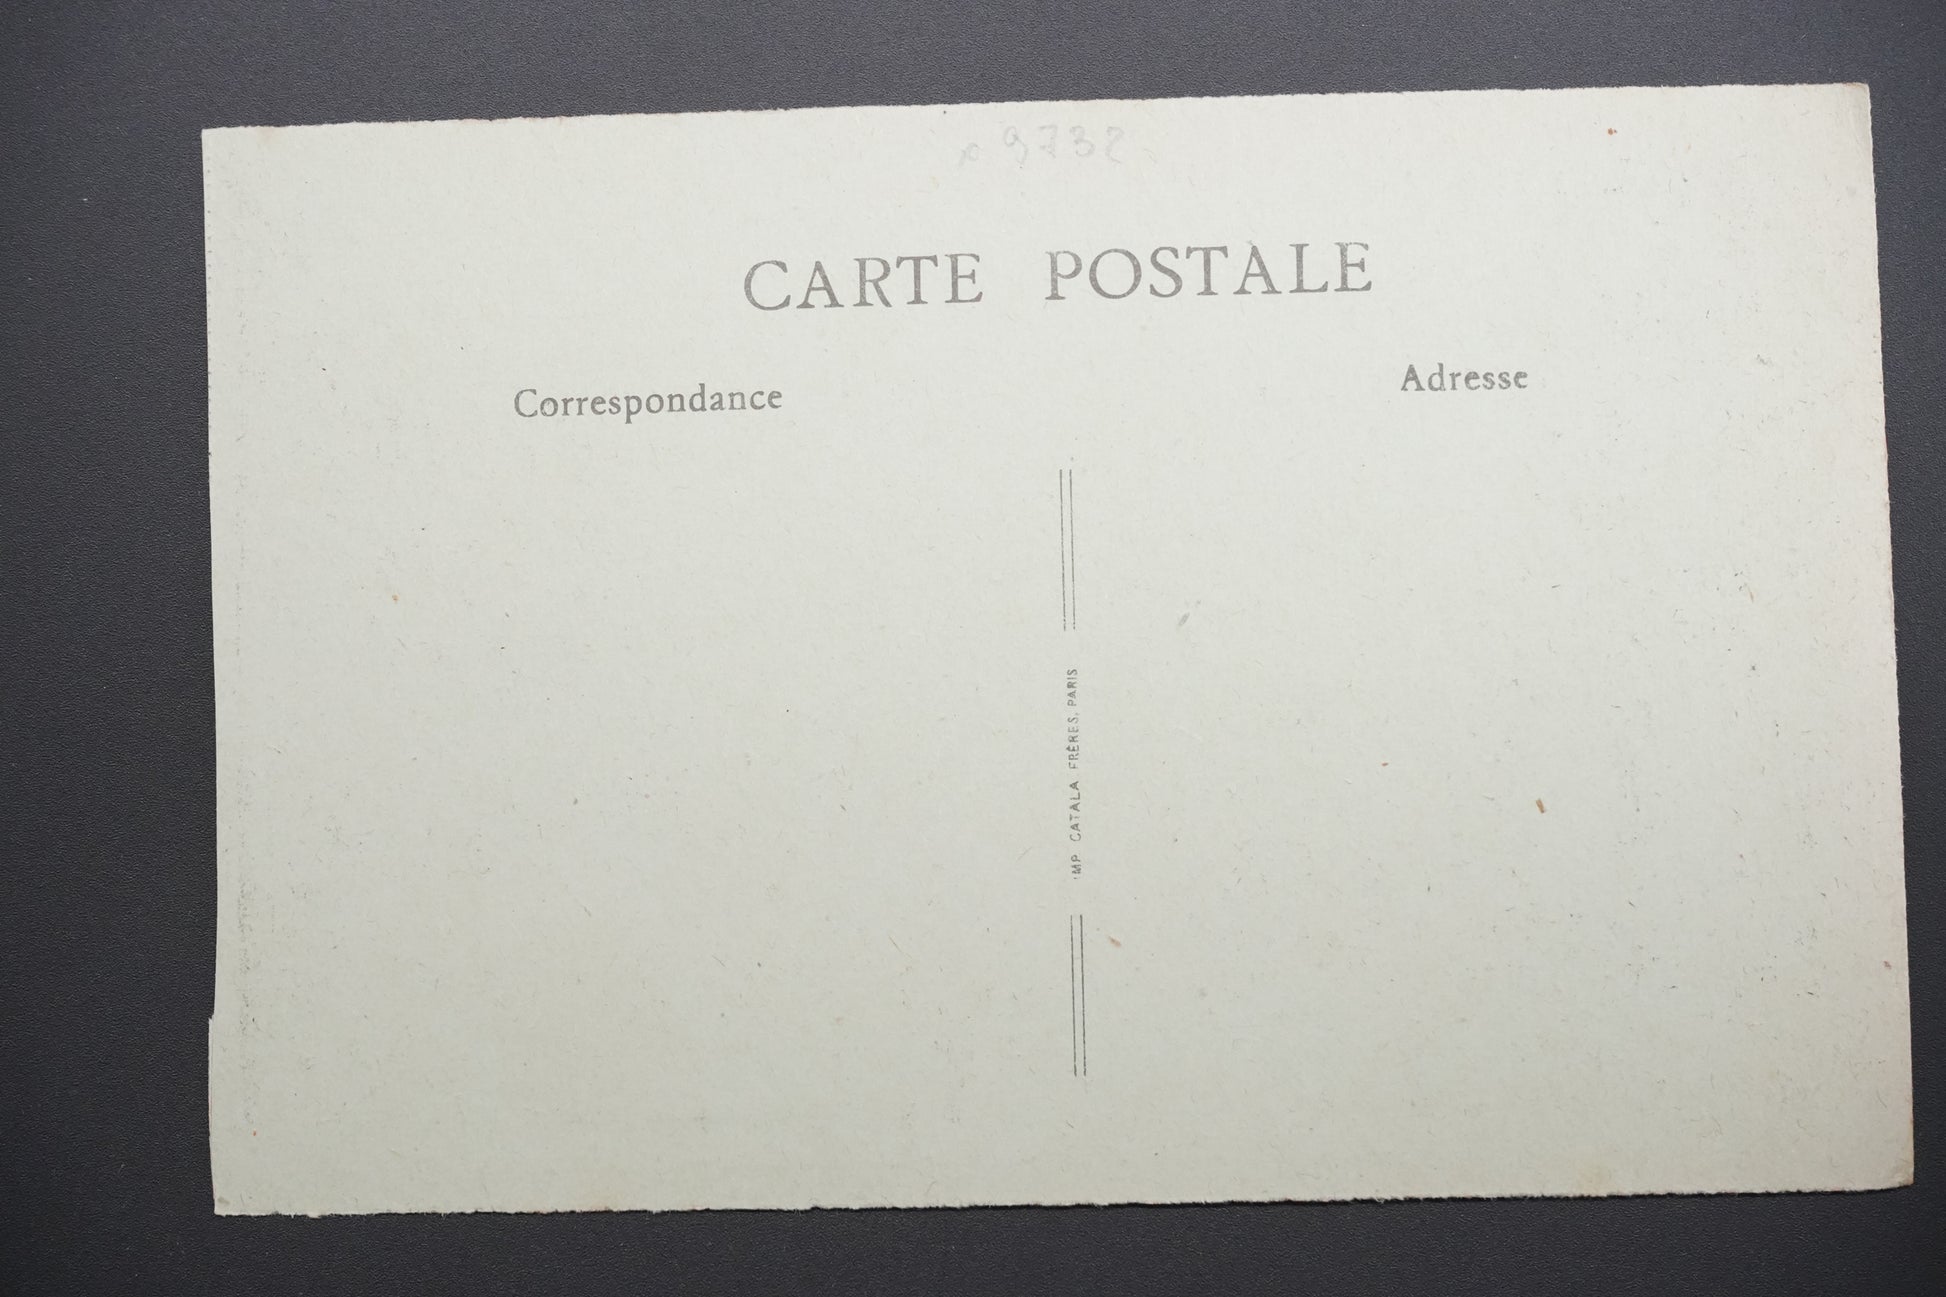 9732
CARTE POSTALE
Correspondance
Adresse
IMP CATALA FRÈRES, PARIS